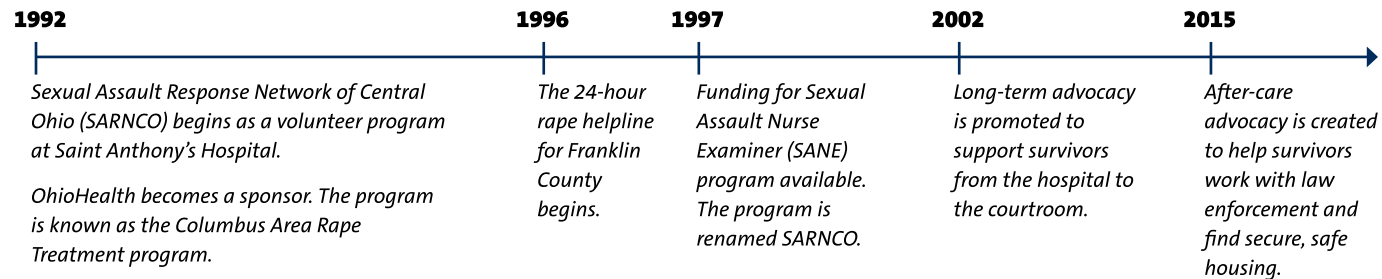 1992
Sexual Assault Response Network of Central
Ohio (SARNCO) begins as a volunteer program
at Saint Anthony’s Hospital.
OhioHealth becomes a sponsor. The program
is known as the Columbus Area Rape
Treatment program.
1996
The 24-hour
rape helpline
for Franklin
County
begins.
1997
Funding for Sexual
Assault Nurse
Examiner (SANE)
program available.
The program is
renamed SARNCO.
2002
Long-term advocacy
is promoted to
support survivors
from the hospital to
the courtroom.
2015
After-care
advocacy is created
to help survivors
work with law
enforcement and
find secure, safe
housing.